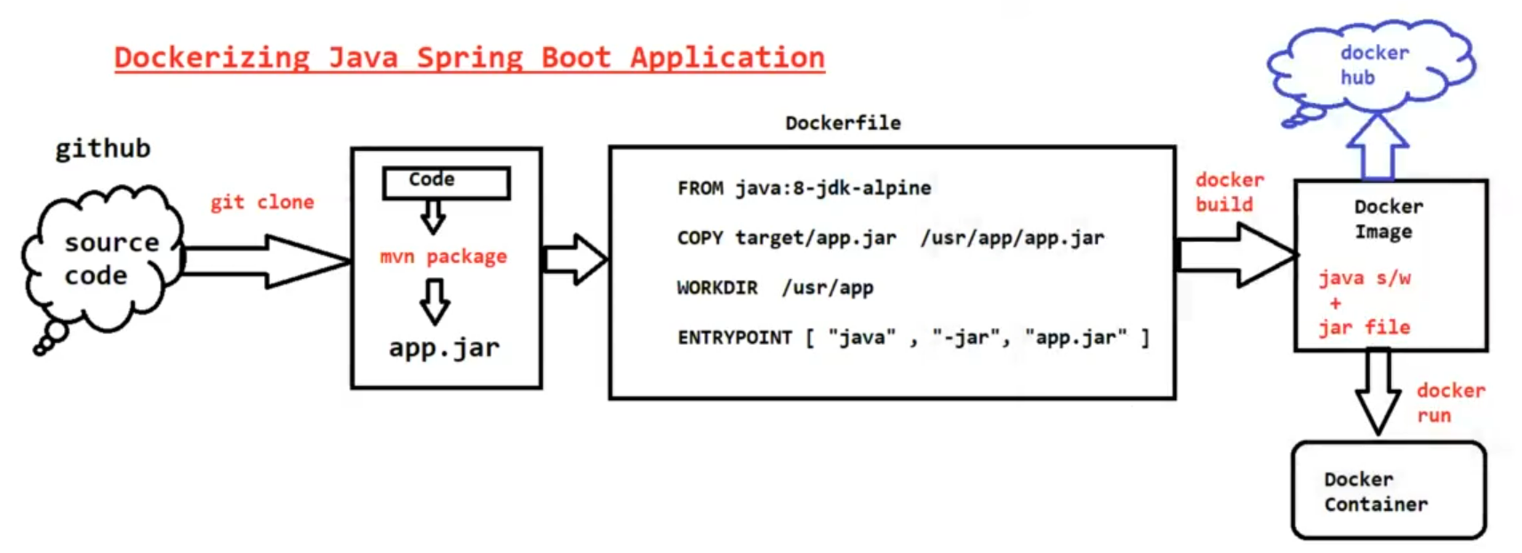 Dockerizing Java Spring Boot Application
github
source
code
git clone
Code
mvn package
app.jar
Dockerfile
FROM java:8-jdk-alpine
COPY target/app.jar /usr/app/app.jar
WORKDIR /usr/app
ENTRYPOINT [ "java" , "-jar", "app.jar" ]
docker
build
docker
hub
Docker
Image
java s/w
+
jar file
docker
run
Docker
Container